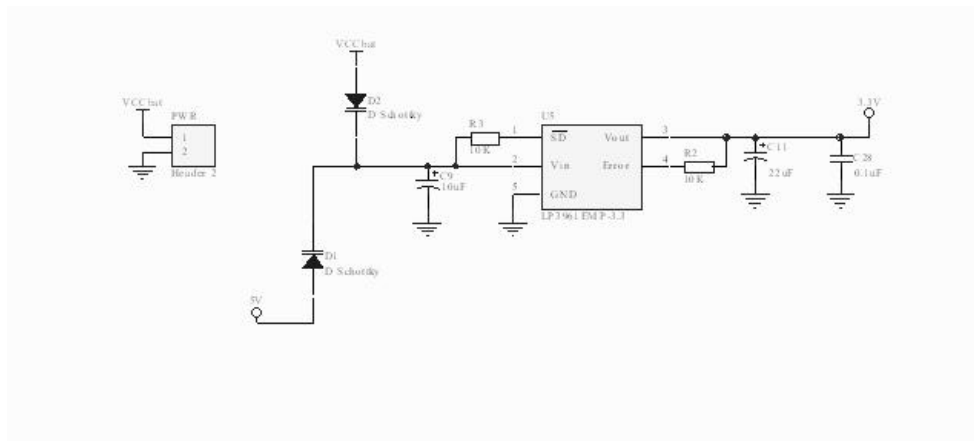 VCCbat
VCCbat
PWR
1
2
Header 2
D2
D Schottky
R3
10K
1
2
5
U5
SD
Vin
GND
Vout
Error
LP3961EMP-3.3
3
4
R2
10K
3.3V
C11
22uF
C28
0.1uF
C9
10uF
D1
D Schottky
5V